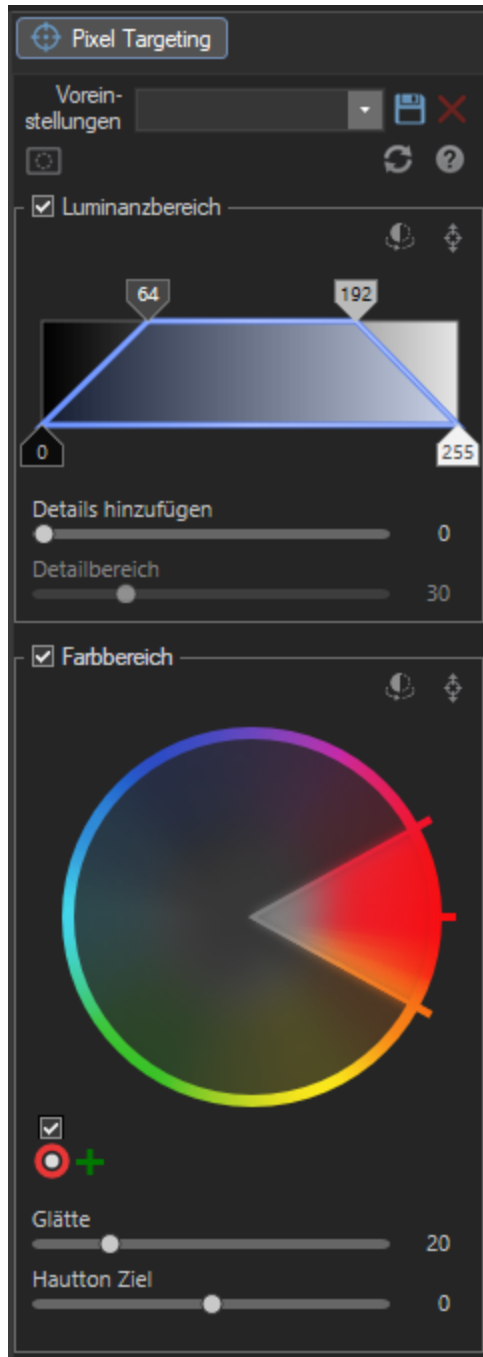 Pixel Targeting
Vorein-
stellungen
Luminanzbereich
64 192
0 255
Details hinzufügen
0
Detailbereich
30
Farbbereich
Glätte
20
Hautton Ziel
0